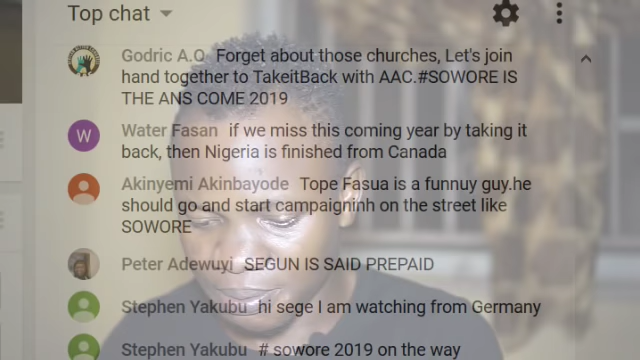 Top chat
Godric A.Q Forget about those churches, Let's join
hand together to TakeitBack with AAC.#SOWORE IS
THE ANS COME 2019
W Water Fasan if we miss this coming year by taking it
back, then Nigeria is finished from Canada
Akinyemi Akinbayode Tope Fasua is a funnuy guy.he
should go and start campaigninh on the street like
SOWORE
Peter Adewuyi SEGUN IS SAID PREPAID
Stephen Yakubu hi sege I am watching from Germany
Stephen Yakubu # sowore 2019 on the way